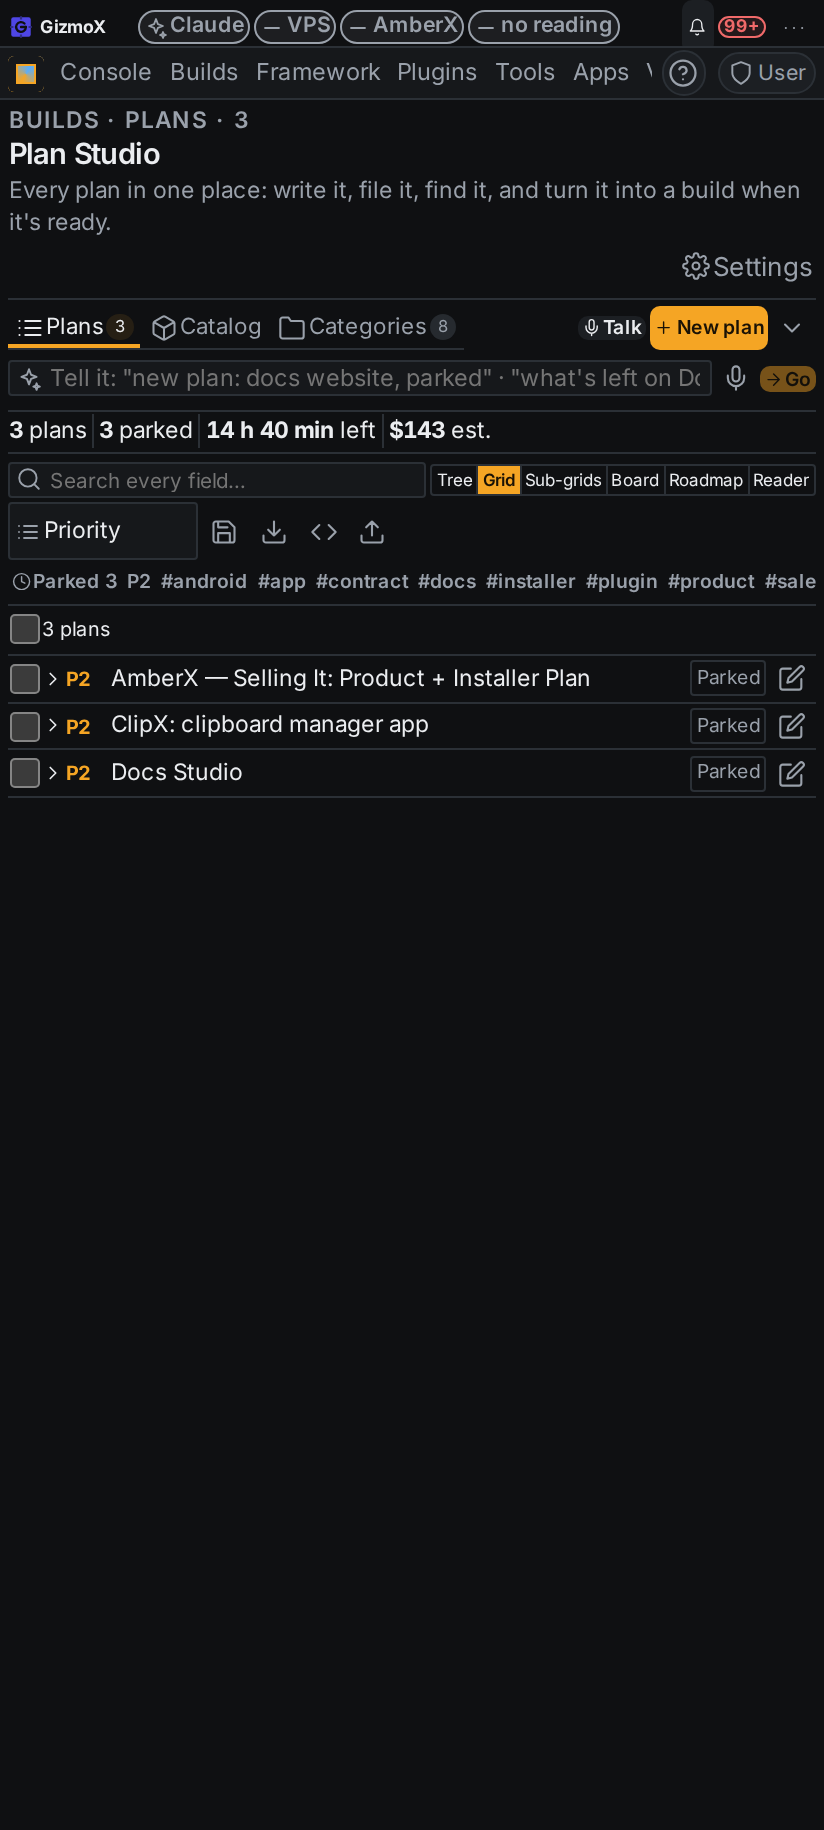 GizmoX Claude — VPS — AmberX — no reading 99+ ...
Console Builds Framework Plugins Tools Apps User
BUILDS · PLANS · 3
Plan Studio
Every plan in one place: write it, file it, find it, and turn it into a build when
it's ready.
Settings
Plans 3 Catalog Categories 8 Talk + New plan
Tell it: "new plan: docs website, parked" · "what's left on Dc → Go
3 plans 3 parked 14 h 40 min left $143 est.
Search every field... Tree Grid Sub-grids Board Roadmap Reader
Priority
Parked 3 P2 #android #app #contract #docs #installer #plugin #product #sale
3 plans
P2 AmberX — Selling It: Product + Installer Plan Parked
P2 ClipX: clipboard manager app Parked
P2 Docs Studio Parked